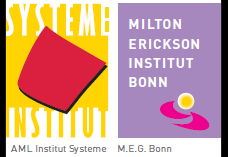 SYSTEME
INSTITUT
MILTON
ERICKSON
INSTITUT
BONN
AML Institut Systeme
M.E.G. Bonn